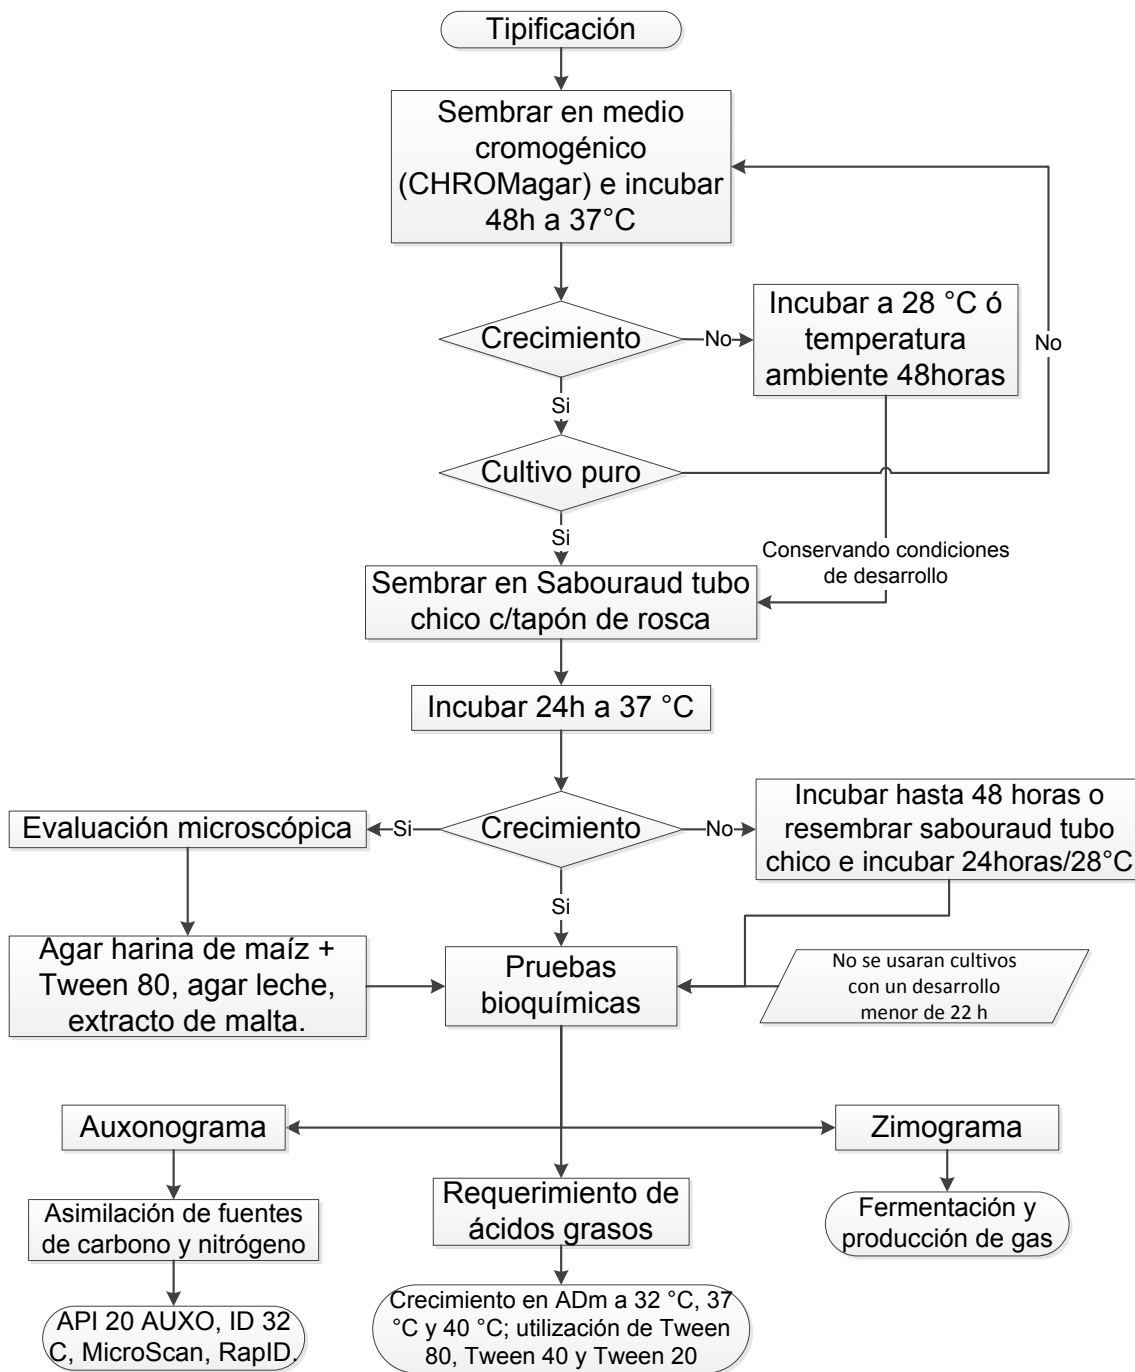 Tipificación
Sembrar en medio
cromogénico
(CHROMagar) e incubar
48h a 37°C
Crecimiento
No
Incubar a 28 °C ó
temperatura
ambiente 48horas
No
Si
Cultivo puro
Si
Conservando condiciones
de desarrollo
Sembrar en Sabouraud tubo
chico c/tapón de rosca
Incubar 24h a 37 °C
Evaluación microscópica
Si
Crecimiento
No
Incubar hasta 48 horas o
resembrar sabouraud tubo
chico e incubar 24horas/28°C
Si
Agar harina de maíz +
Tween 80, agar leche,
extracto de malta.
Pruebas
bioquímicas
No se usaran cultivos
con un desarrollo
menor de 22 h
Auxonograma
Zimograma
Asimilación de fuentes
de carbono y nitrógeno
Requerimiento de
ácidos grasos
Fermentación y
producción de gas
API 20 AUXO, ID 32
C, MicroScan, RapID.
Crecimiento en ADm a 32 °C, 37
°C y 40 °C; utilización de Tween
80, Tween 40 y Tween 20